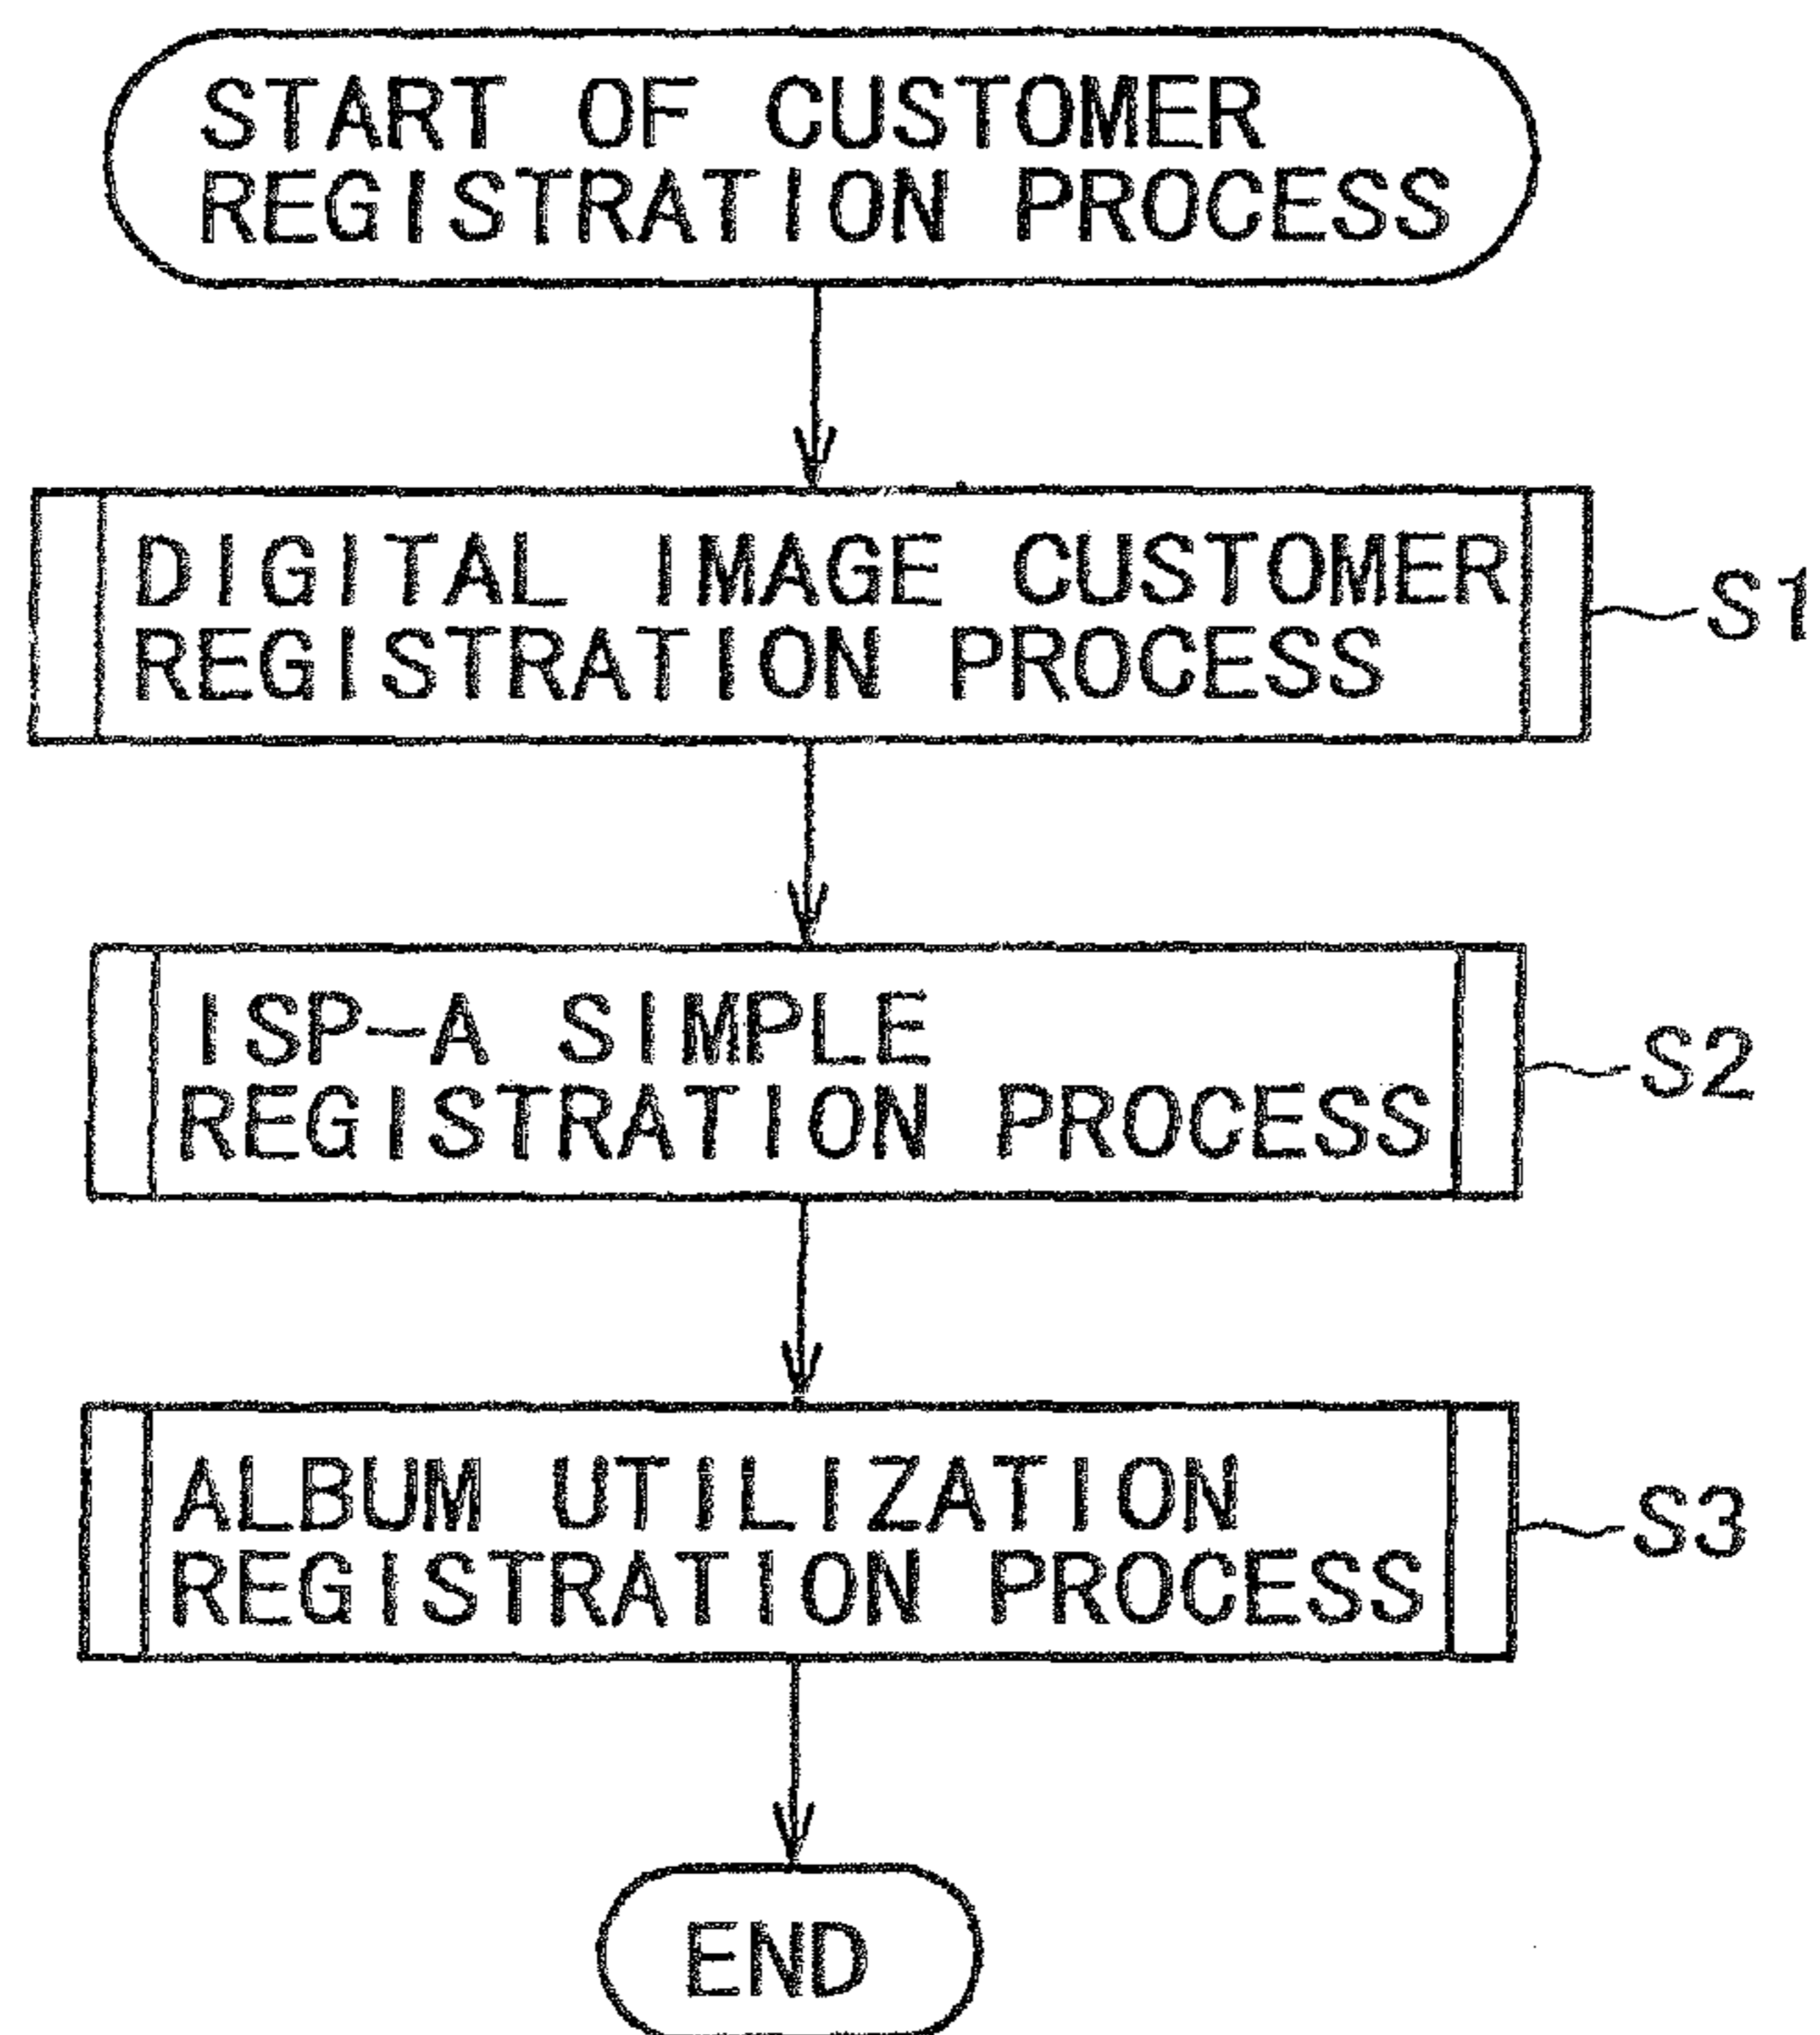 START OF CUSTOMER
REGISTRATION PROCESS
DIGITAL IMAGE CUSTOMER
REGISTRATION PROCESS
S1
ISP-A SIMPLE
REGISTRATION PROCESS
S2
ALBUM UTILIZATION
REGISTRATION PROCESS
S3
END